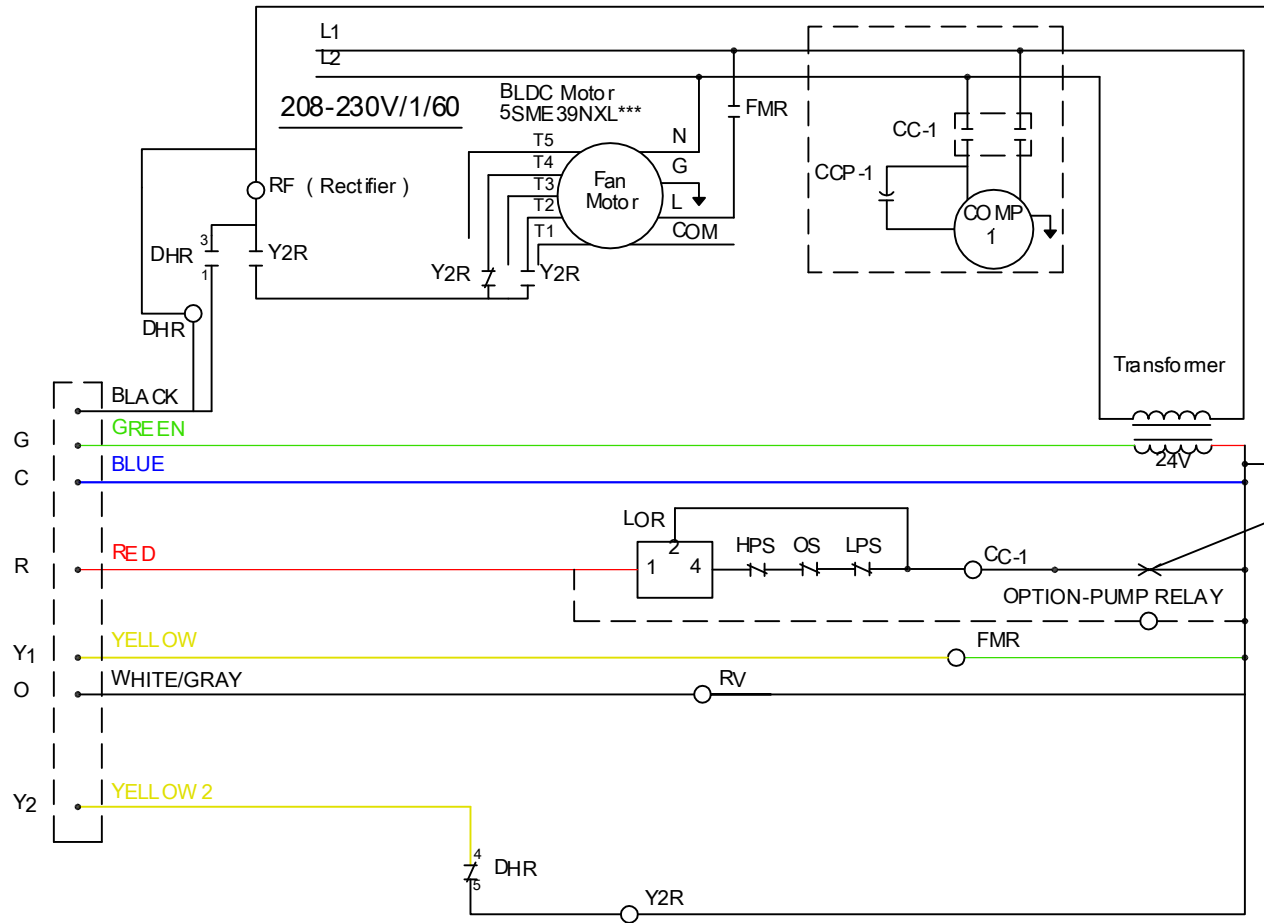 L1
L2
208-230V/1/60
BLDC Motor
5SME39NXL***
FMR
T5
T4
T3
T2
T1
N
G
L
COM
Fan
Motor
CC-1
CCP-1
COMP
1
RF ( Rectifier )
3
DHR
1
Y2R
Y2R
Y2R
DHR
Transformer
24V
BLACK
G
GREEN
C
BLUE
LOR
2
1
4
HPS
OS
LPS
CC-1
R
RED
OPTION-PUMP RELAY
Y1
YELLOW
FMR
O
WHITE/GRAY
RV
Y2
YELLOW 2
4
DHR
5
Y2R